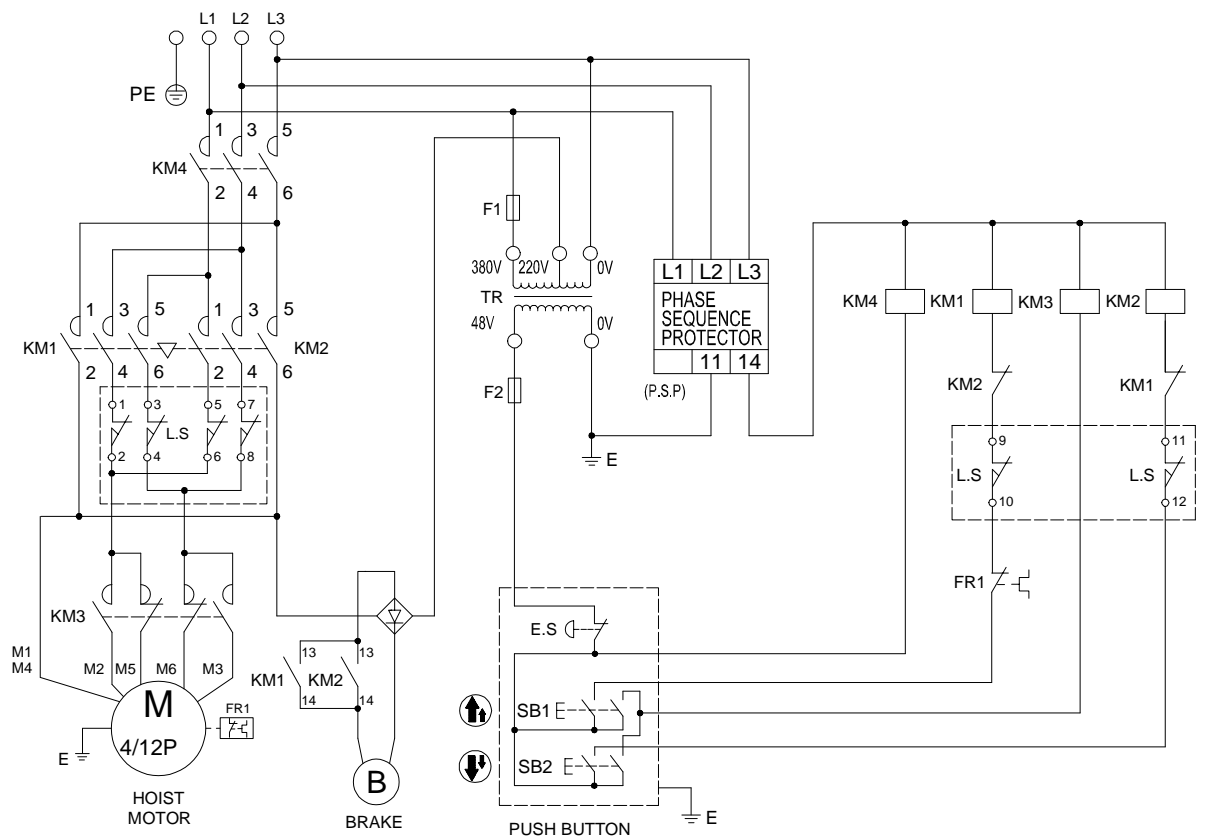 L1 L2 L3
PE
1 3 5
KM4
2 4 6
F1
380V 220V 0V
TR
48V 0V
F2
E
L1 L2 L3
PHASE
SEQUENCE
PROTECTOR
11 14
(P.S.P)
KM4 KM1 KM3 KM2
1 3 5 1 3 5
KM1 KM2
2 4 6 2 4 6
1 3 5 7
L.S
2 4 6 8
KM2 KM1
9 11
L.S L.S
10 12
FR1
KM3
M1
M4
M2 M5 M6 M3
M
4/12P
FR1
E
HOIST
MOTOR
13 13
KM1 KM2
14 14
B
BRAKE
E.S
SB1
SB2
E
PUSH BUTTON